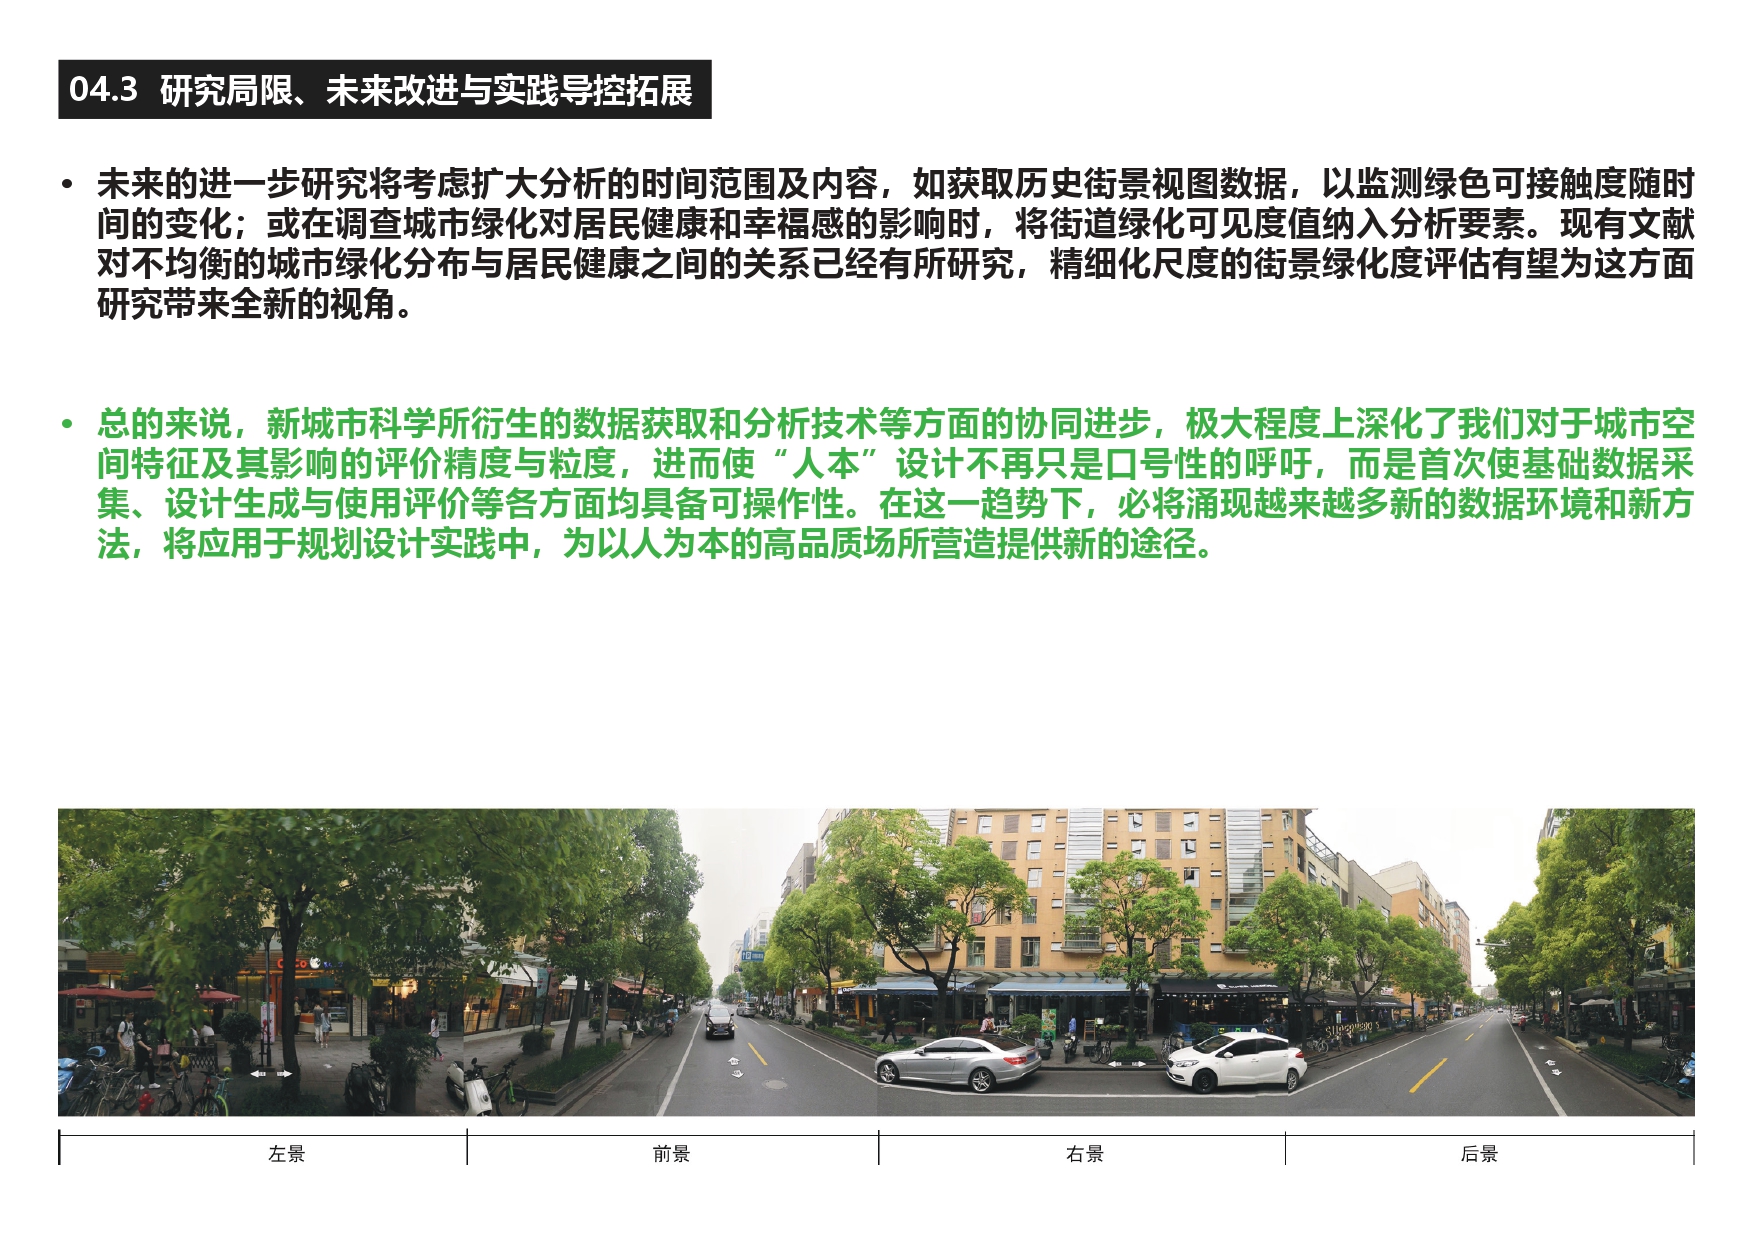 04.3 研究局限、未来改进与实践导控拓展
• 未来的进一步研究将考虑扩大分析的时间范围及内容，如获取历史街景视图数据，以监测绿色可接触度随时
间的变化；或在调查城市绿化对居民健康和幸福感的影响时，将街道绿化可见度值纳入分析要素。现有文献
对不均衡的城市绿化分布与居民健康之间的关系已经有所研究，精细化尺度的街景绿化度评估有望为这方面
研究带来全新的视角。
• 总的来说，新城市科学所衍生的数据获取和分析技术等方面的协同进步，极大程度上深化了我们对于城市空
间特征及其影响的评价精度与粒度，进而使“人本”设计不再只是口号性的呼吁，而是首次使基础数据采
集、设计生成与使用评价等各方面均具备可操作性。在这一趋势下，必将涌现越来越多新的数据环境和新方
法，将应用于规划设计实践中，为以人为本的高品质场所营造提供新的途径。
左景
前景
右景
后景